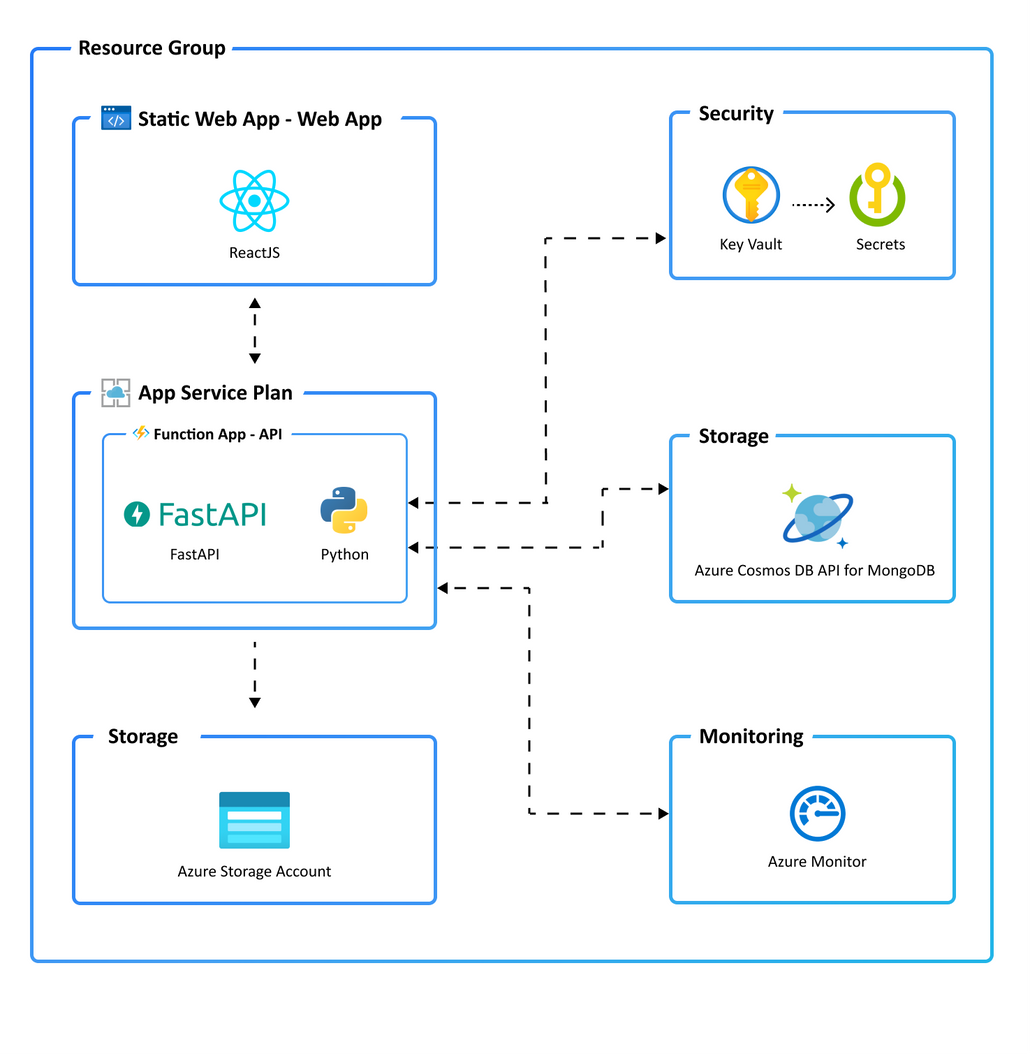 Resource Group
Static Web App - Web App
ReactJS
Security
Key Vault
Secrets
App Service Plan
Function App - API
FastAPI
FastAPI
Python
Storage
Azure Cosmos DB API for MongoDB
Storage
Azure Storage Account
Monitoring
Azure Monitor